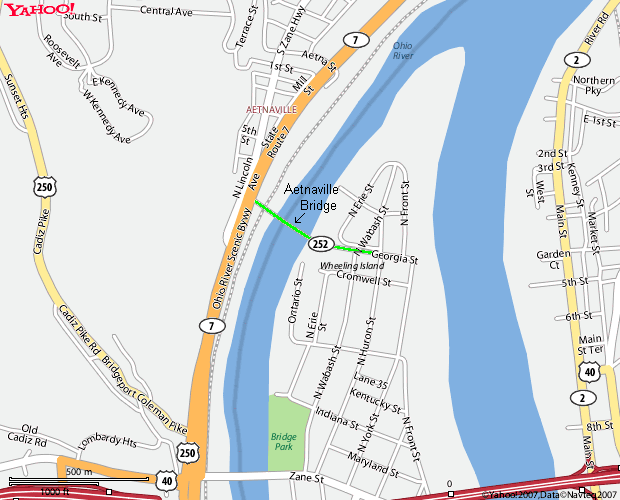 YAHOO!
South St
Central Ave
Terrace St
S Zane Hwy
7
Ohio
River
River Rd
2
Roosevelt
Ave
E Kennedy Ave
W Kennedy Ave
Aetna St
1st St
Mill St
AETNAVILLE
Northern
Pky
Sunset Hts
5th
St
State
Route 7
E 1st St
2nd St
3rd St
250
N Lincoln
Ave
Aetnaville
Bridge
N Erie St
N Front St
West
St
Kenney St
Main St
Market St
Cadiz Pike
252
N Wabash St
Georgia St
Wheeling Island
Cromwell St
Garden
Ct
5th St
Ohio River Scenic Bywy
Ontario St
N Erie
St
6th St
7
Cadiz Pike Rd
N Huron St
N Wabash St
Main
St Ter
40
Bridgeport Coleman Pike
Lane 35
Kentucky St
2
Indiana St
N York St
N Front St
8th St
Old
Cadiz Rd
Lombardy Hts
250
Bridge
Park
Maryland St
Main St
500 m
1000 ft
40
Zane St
0
©Yahoo!2007,Data©Navteq2007